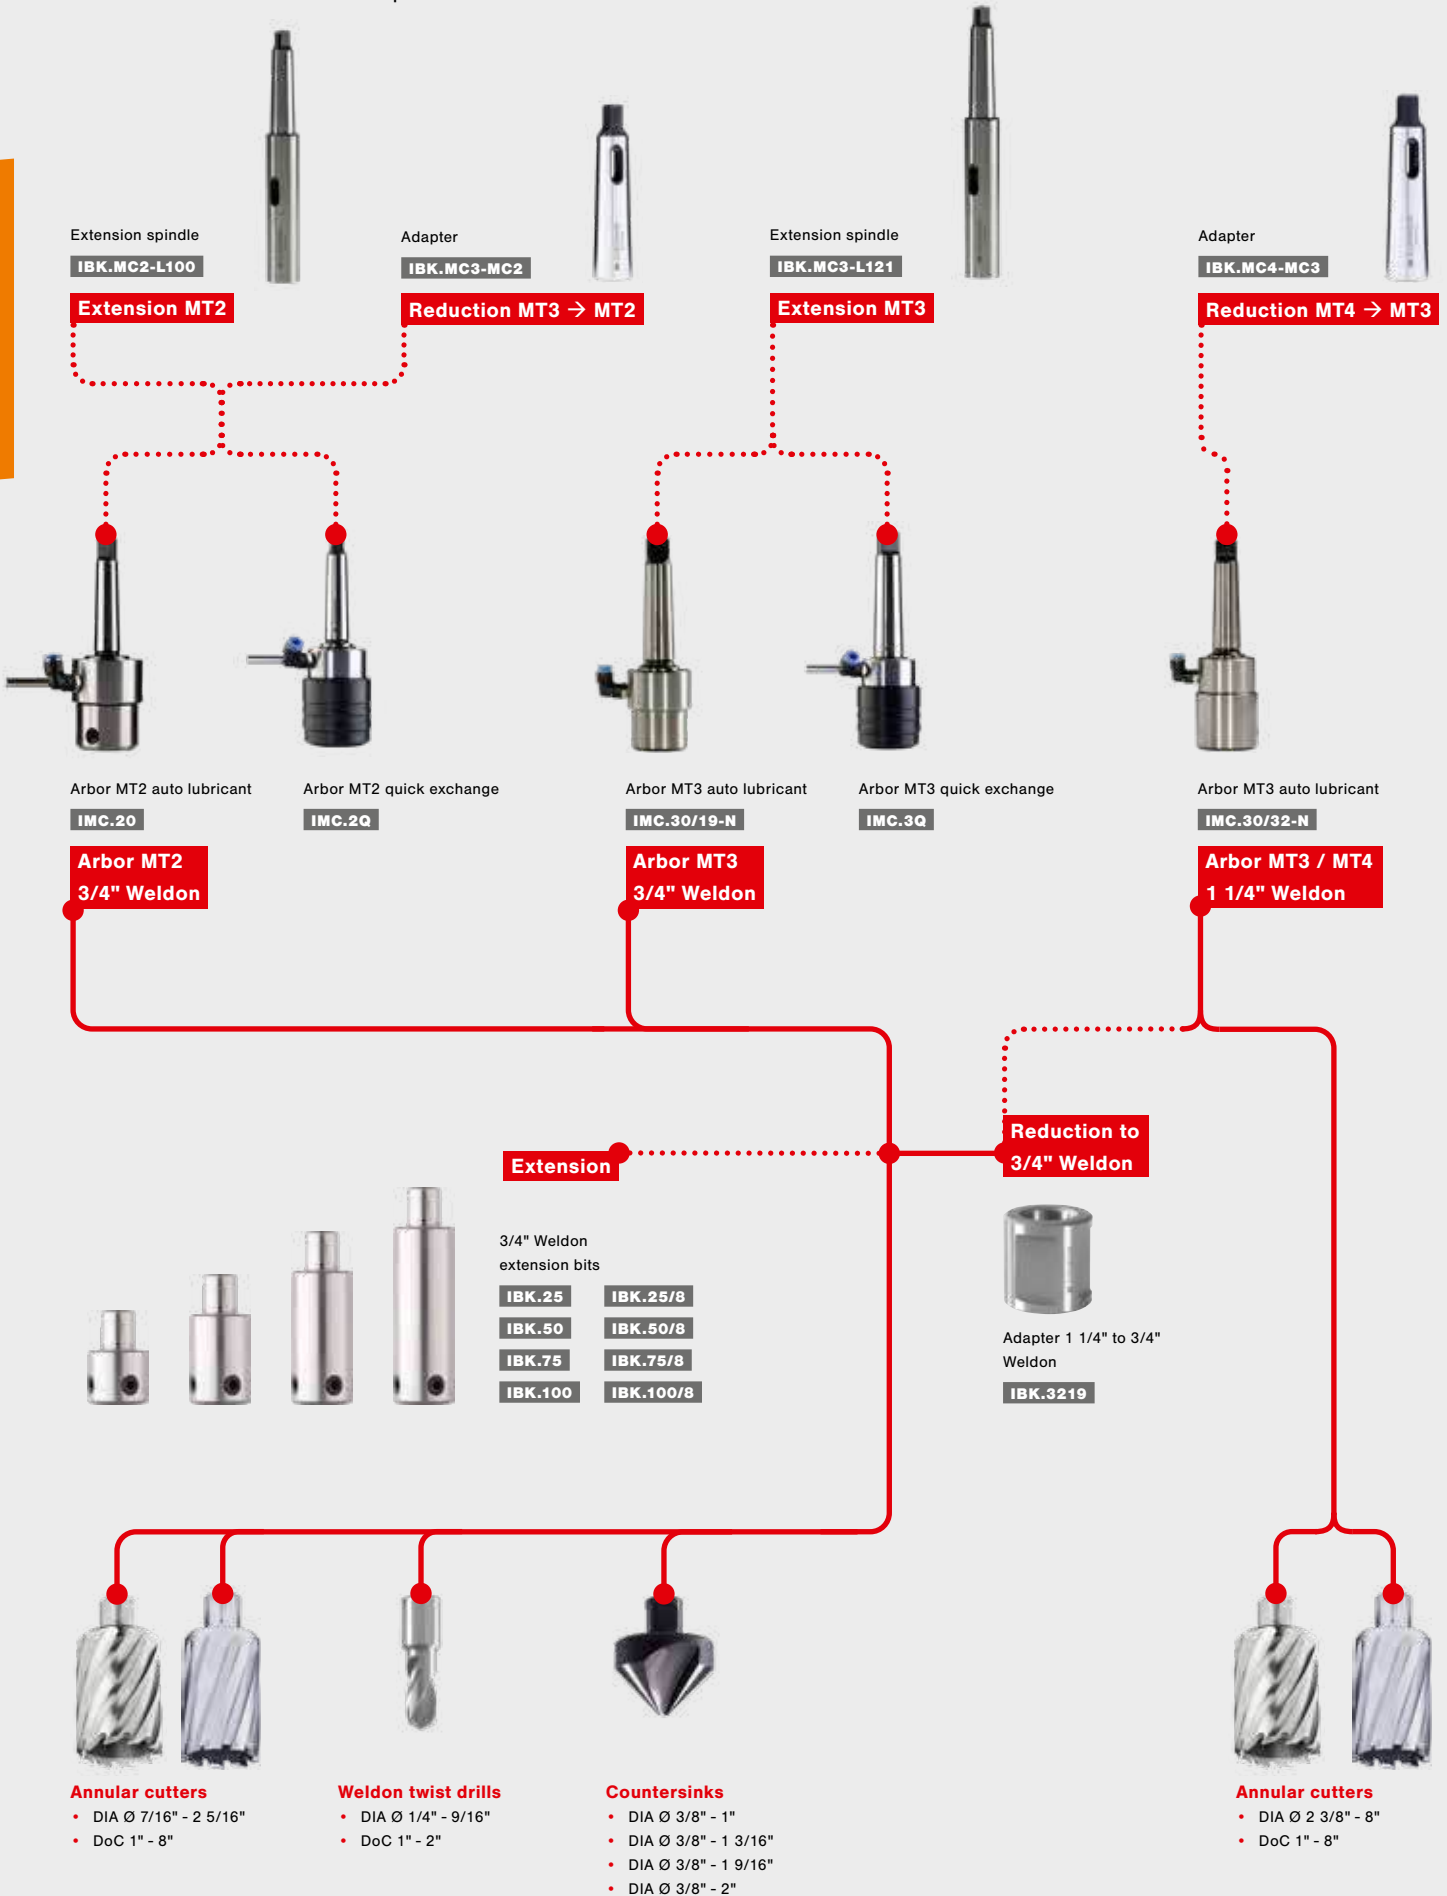 Extension spindle
IBK.MC2-L100
Extension MT2
Adapter
IBK.MC3-MC2
Reduction MT3 → MT2
Extension spindle
IBK.MC3-L121
Extension MT3
Adapter
IBK.MC4-MC3
Reduction MT4 → MT3
Arbor MT2 auto lubricant
IMC.20
Arbor MT2 quick exchange
IMC.2Q
Arbor MT2
3/4" Weldon
Arbor MT3 auto lubricant
IMC.30/19-N
Arbor MT3 quick exchange
IMC.3Q
Arbor MT3
3/4" Weldon
Arbor MT3 auto lubricant
IMC.30/32-N
Arbor MT3 / MT4
1 1/4" Weldon
Extension
3/4" Weldon
extension bits
IBK.25 IBK.25/8
IBK.50 IBK.50/8
IBK.75 IBK.75/8
IBK.100 IBK.100/8
Reduction to
3/4" Weldon
Adapter 1 1/4" to 3/4"
Weldon
IBK.3219
Annular cutters
• DIA Ø 7/16" - 2 5/16"
• DoC 1" - 8"
Weldon twist drills
• DIA Ø 1/4" - 9/16"
• DoC 1" - 2"
Countersinks
• DIA Ø 3/8" - 1"
• DIA Ø 3/8" - 1 3/16"
• DIA Ø 3/8" - 1 9/16"
• DIA Ø 3/8" - 2"
Annular cutters
• DIA Ø 2 3/8" - 8"
• DoC 1" - 8"